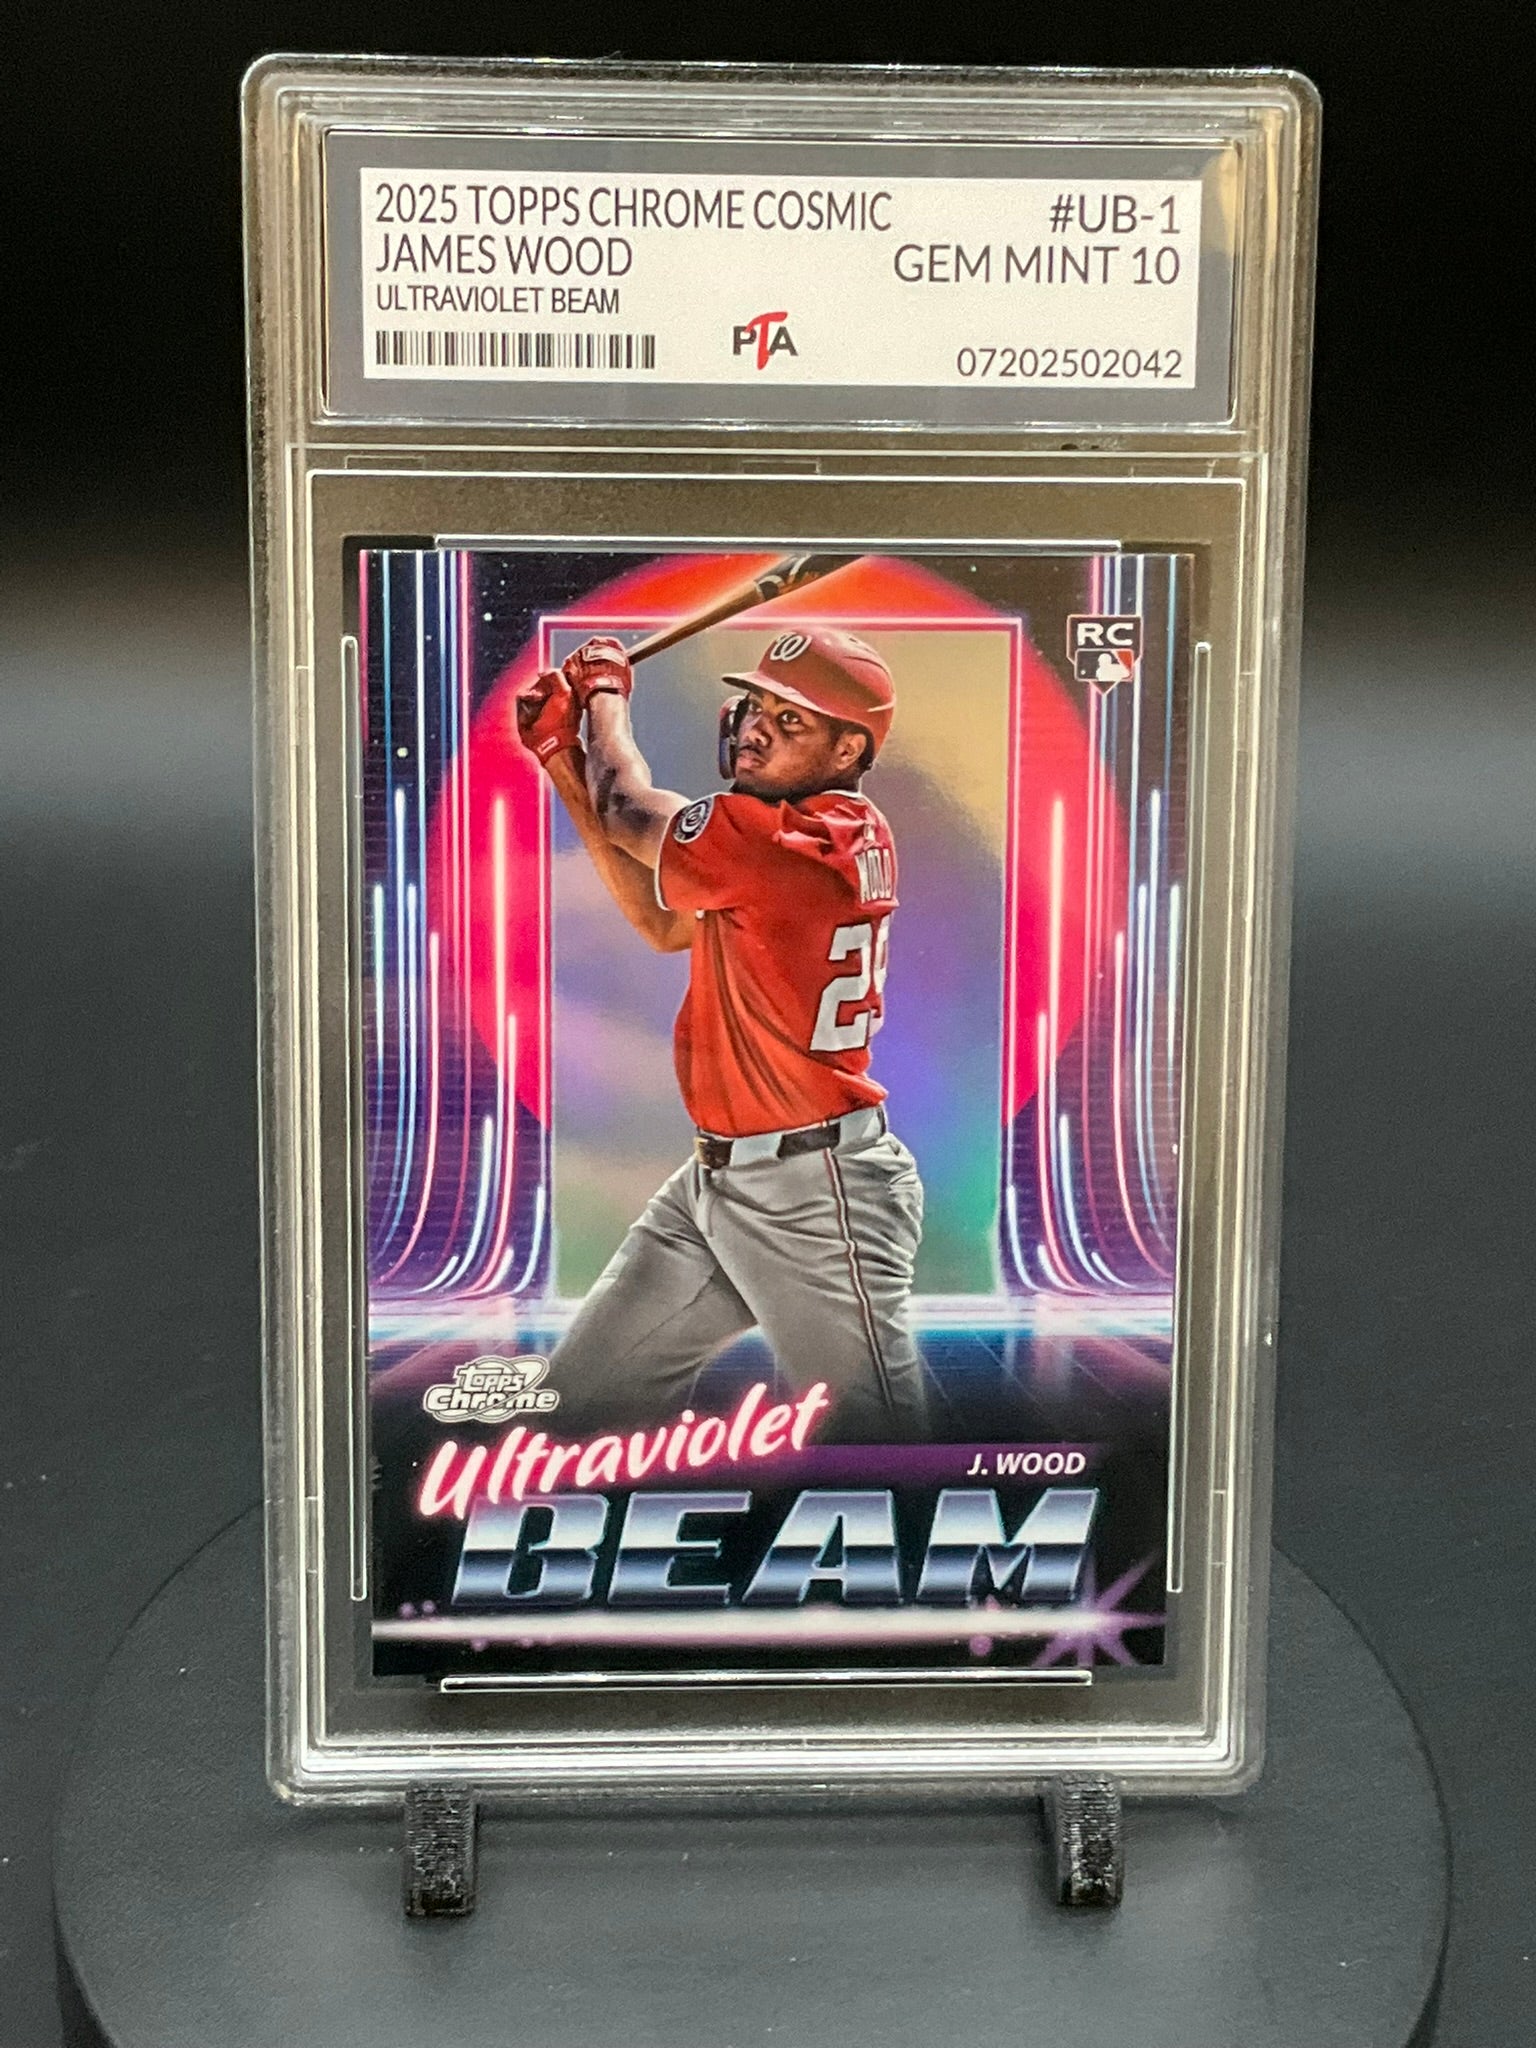 2025 TOPPS CHROME COSMIC #UB-1
JAMES WOOD GEM MINT 10
ULTRAVIOLET BEAM
PTA
07202502042
RC
W
WOOD
29
topps
Chrome
Ultraviolet
J. WOOD
BEAM